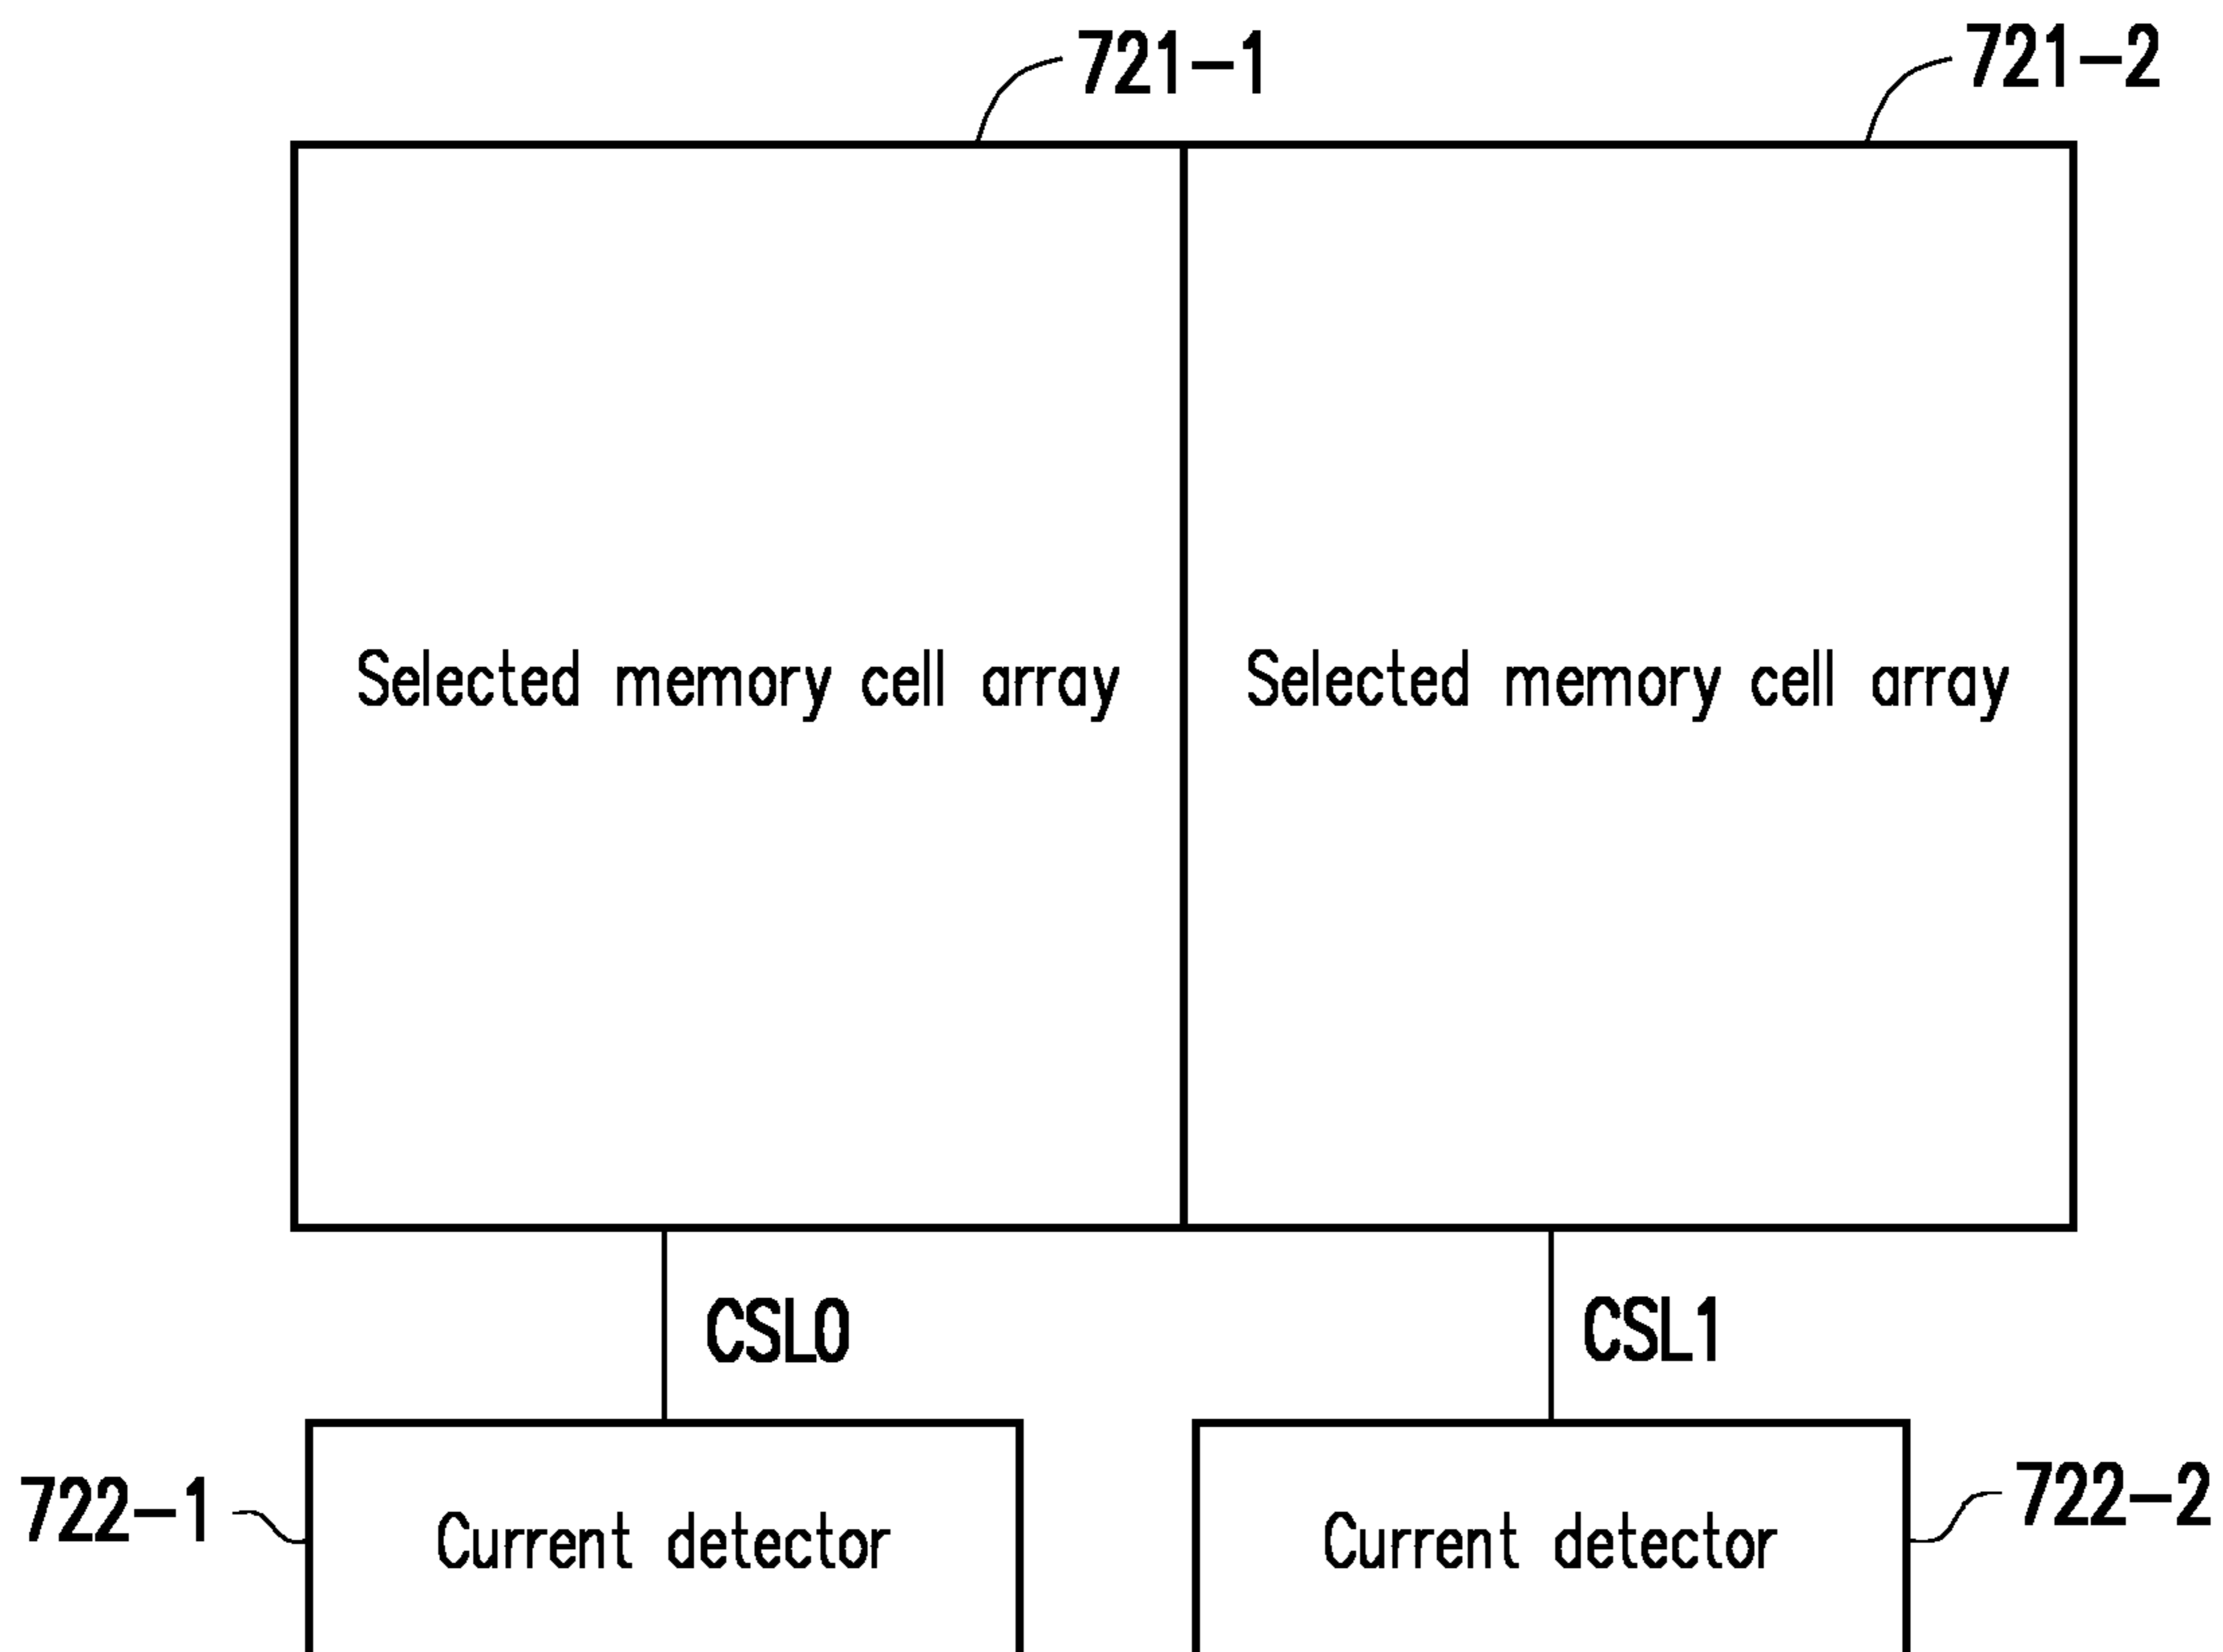 721-1
721-2
Selected memory cell array
Selected memory cell array
CSL0
CSL1
722-1
Current detector
Current detector
722-2